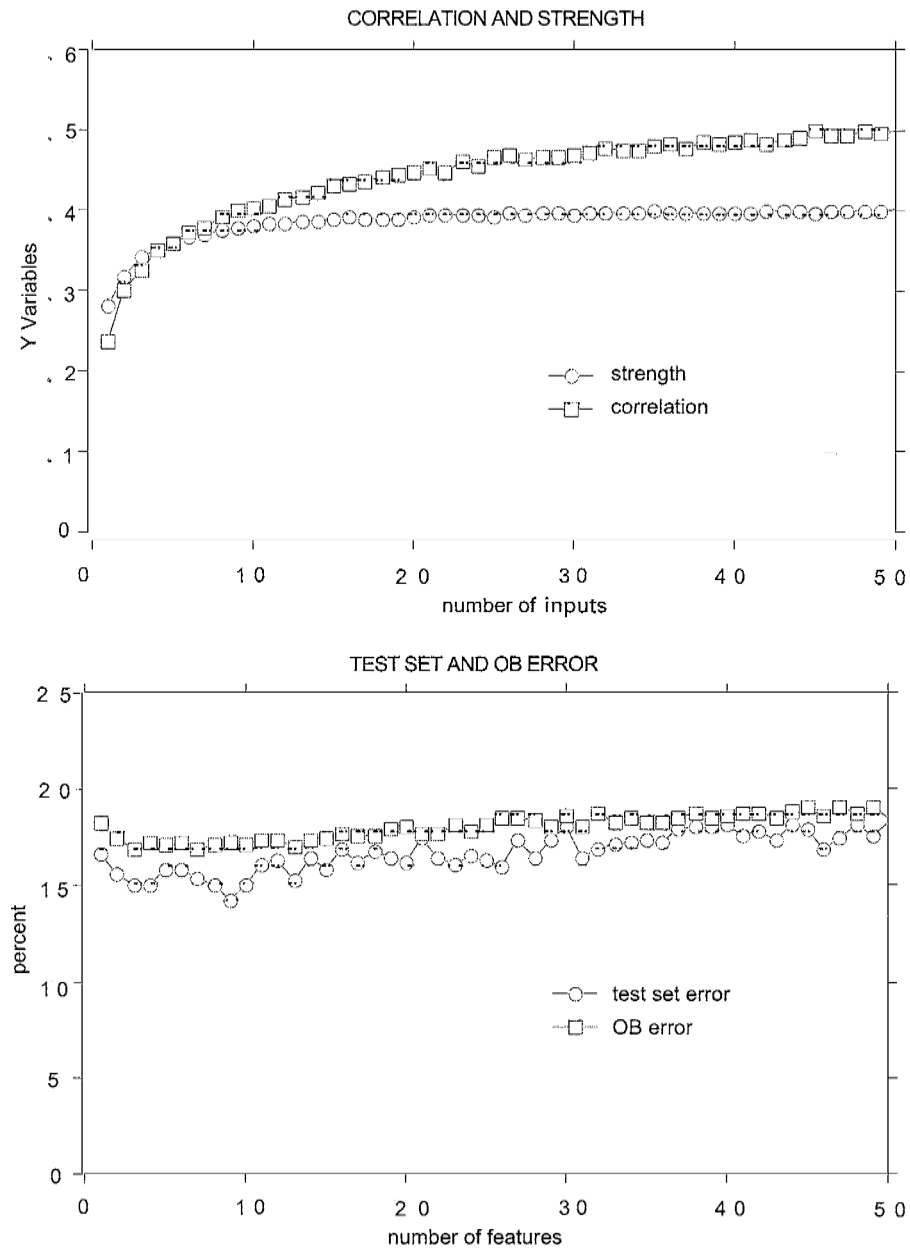 CORRELATION AND STRENGTH
. 6
. 5
. 4
. 3
. 2
. 1
0
Y Variables
strength
correlation
0 1 0 2 0 3 0 4 0 5 0
number of inputs
TEST SET AND OB ERROR
2 5
2 0
1 5
1 0
5
0
percent
test set error
OB error
0 1 0 2 0 3 0 4 0 5 0
number of features